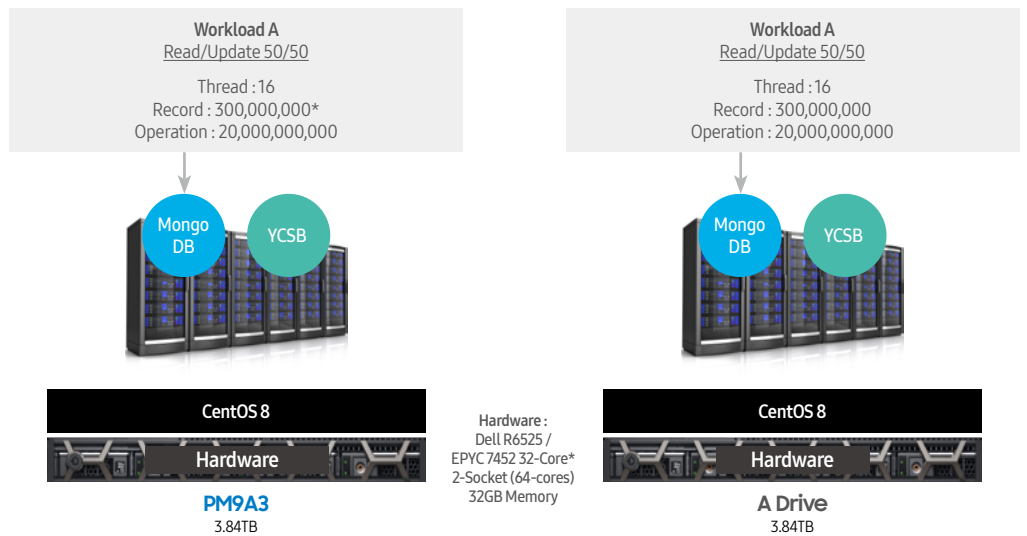 Workload A
Read/Update 50/50
Thread : 16
Record : 300,000,000*
Operation : 20,000,000,000
Mongo
DB
YCSB
CentOS 8
Hardware
PM9A3
3.84TB
Hardware :
Dell R6525 /
EPYC 7452 32-Core*
2-Socket (64-cores)
32GB Memory
Workload A
Read/Update 50/50
Thread : 16
Record : 300,000,000
Operation : 20,000,000,000
Mongo
DB
YCSB
CentOS 8
Hardware
A Drive
3.84TB